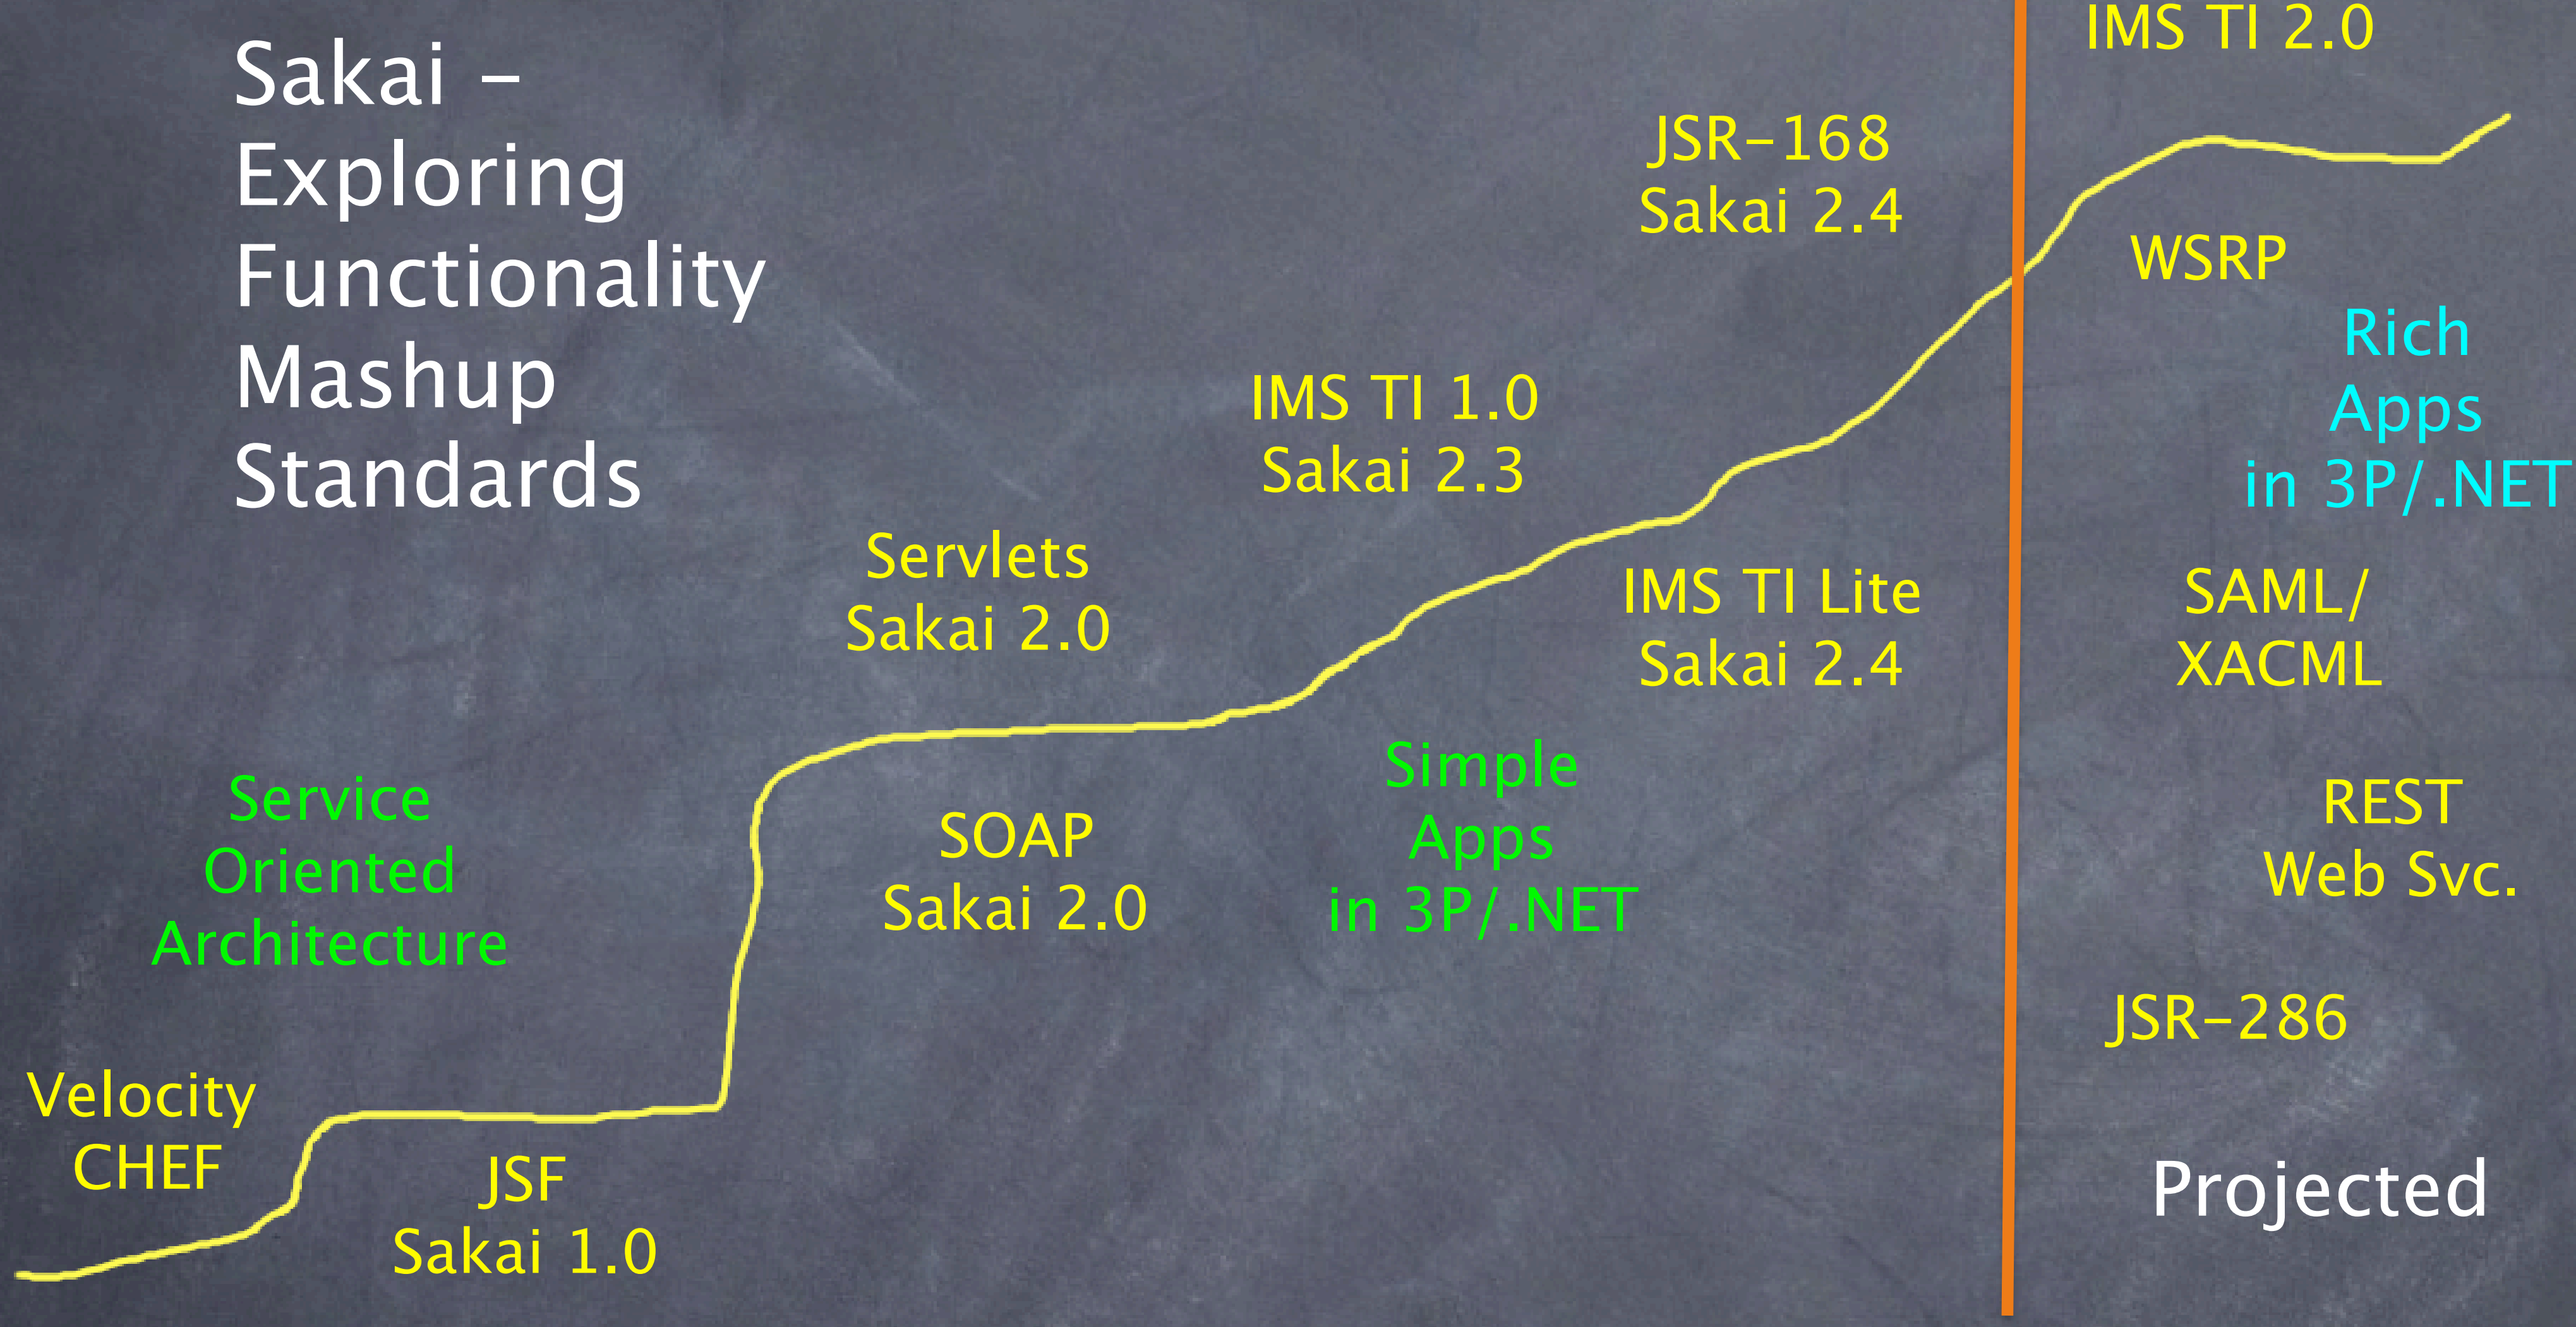 Sakai –
Exploring
Functionality
Mashup
Standards
Velocity
CHEF
Service
Oriented
Architecture
JSF
Sakai 1.0
Servlets
Sakai 2.0
SOAP
Sakai 2.0
IMS TI 1.0
Sakai 2.3
Simple
Apps
in 3P/.NET
JSR-168
Sakai 2.4
IMS TI Lite
Sakai 2.4
IMS TI 2.0
WSRP
Rich
Apps
in 3P/.NET
SAML/
XACML
REST
Web Svc.
JSR-286
Projected